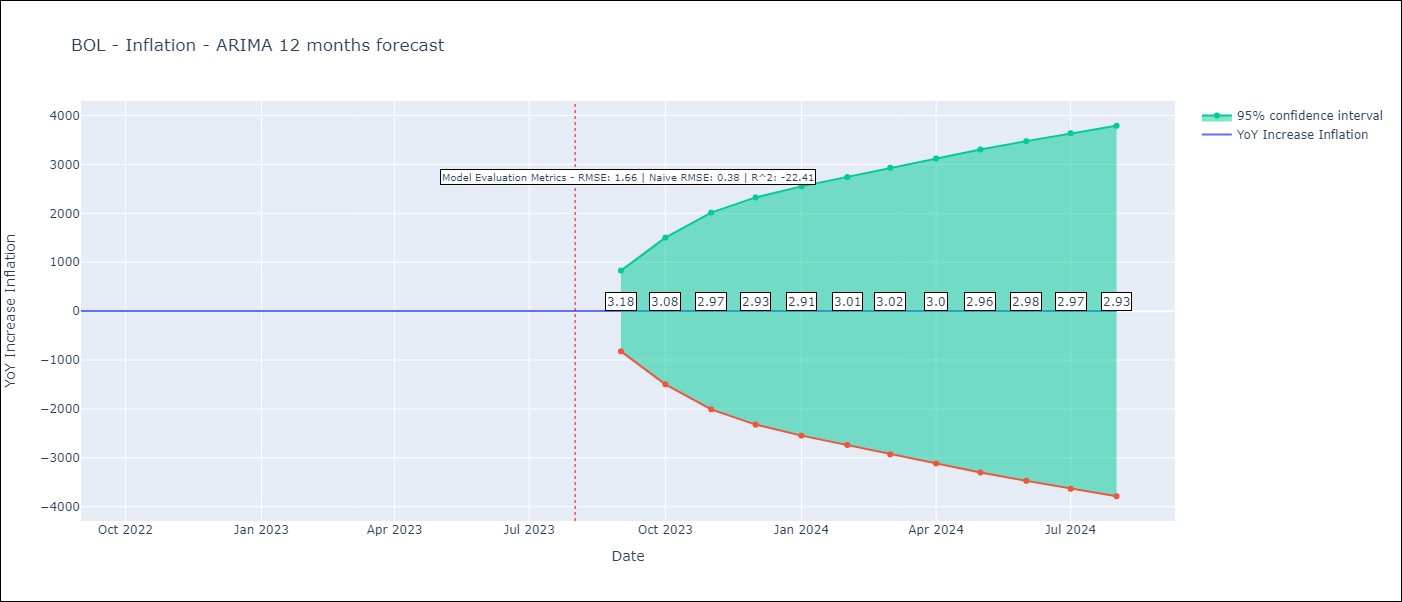 BOL - Inflation - ARIMA 12 months forecast
95% confidence interval
YoY Increase Inflation
YoY Increase Inflation
4000
3000
2000
1000
0
−1000
−2000
−3000
−4000
Model Evaluation Metrics - RMSE: 1.66 | Naive RMSE: 0.38 | R^2: -22.41
3.18 3.08 2.97 2.93 2.91 3.01 3.02 3.0 2.96 2.98 2.97 2.93
Oct 2022 Jan 2023 Apr 2023 Jul 2023 Oct 2023 Jan 2024 Apr 2024 Jul 2024
Date